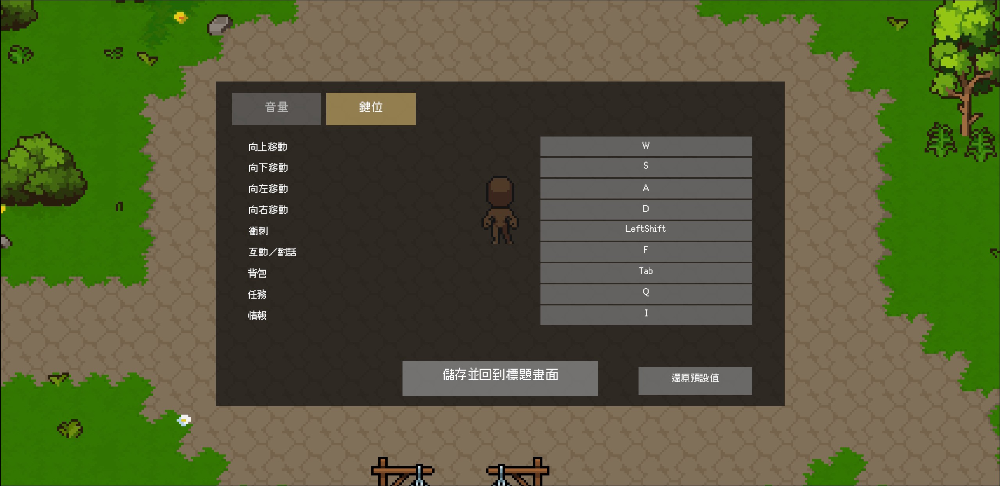 音量 鍵位
向上移動 W
向下移動 S
向左移動 A
向右移動 D
衝刺 LeftShift
互動／對話 F
背包 Tab
任務 Q
情報 I
儲存並回到標題畫面 還原預設值